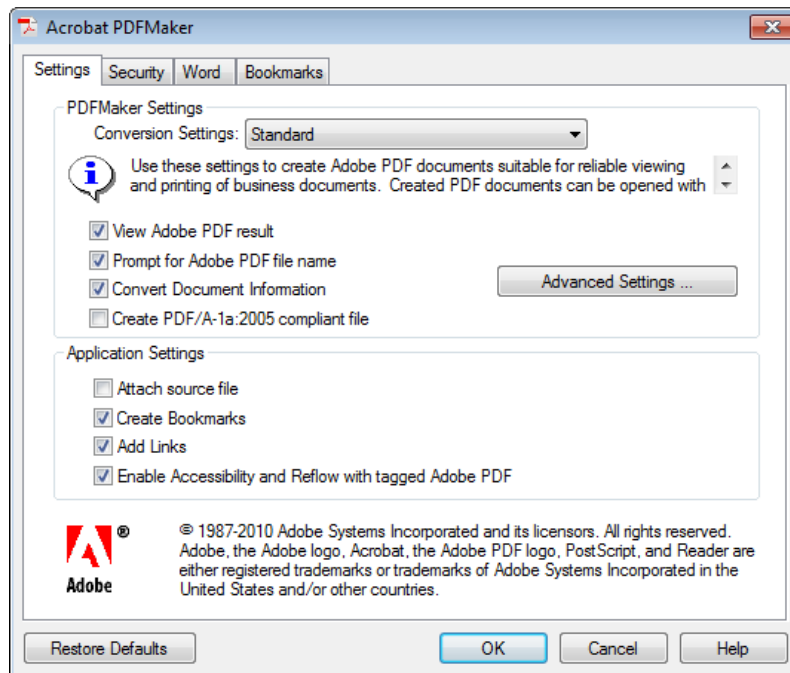 Acrobat PDFMaker
Settings Security Word Bookmarks
PDFMaker Settings
Conversion Settings: Standard
Use these settings to create Adobe PDF documents suitable for reliable viewing
and printing of business documents. Created PDF documents can be opened with
View Adobe PDF result
Prompt for Adobe PDF file name
Convert Document Information
Advanced Settings ...
Create PDF/A-1a:2005 compliant file
Application Settings
Attach source file
Create Bookmarks
Add Links
Enable Accessibility and Reflow with tagged Adobe PDF
® © 1987-2010 Adobe Systems Incorporated and its licensors. All rights reserved.
Adobe, the Adobe logo, Acrobat, the Adobe PDF logo, PostScript, and Reader are
either registered trademarks or trademarks of Adobe Systems Incorporated in the
Adobe United States and/or other countries.
Restore Defaults OK Cancel Help